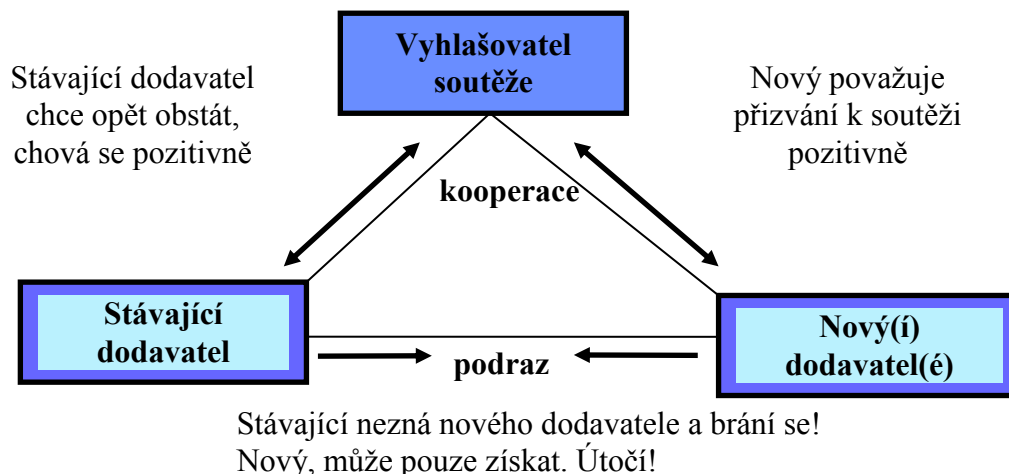 Vyhlašovatel
soutěže
Stávající dodavatel
chce opět obstát,
chová se pozitivně
Nový považuje
přizvání k soutěži
pozitivně
kooperace
Stávající
dodavatel
Nový(í)
dodavatel(é)
podraz
Stávající nezná nového dodavatele a brání se!
Nový, může pouze získat. Útočí!